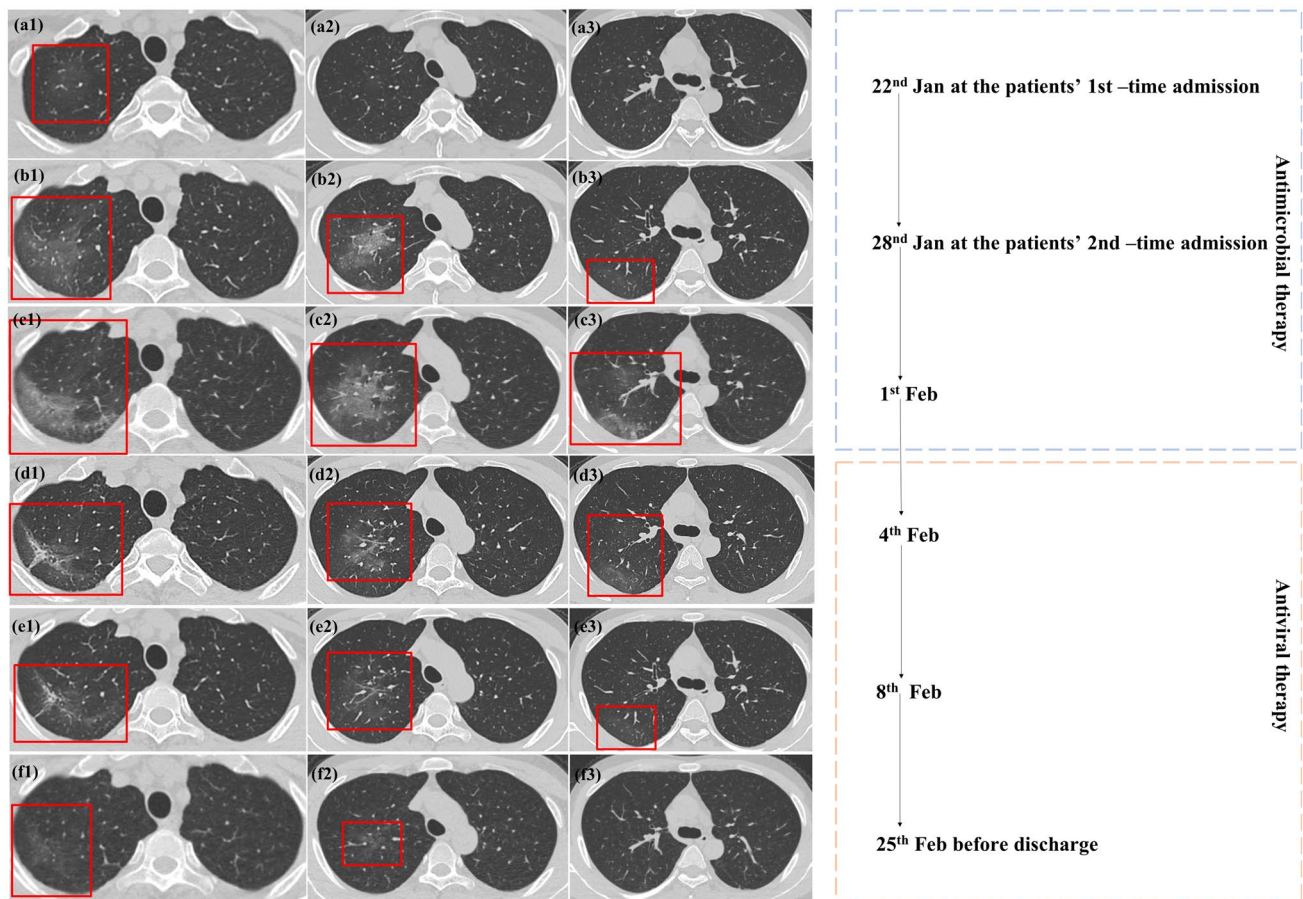 (a1)
(a2)
(a3)
22nd Jan at the patients’ 1st –time admission
(b1)
(b2)
(b3)
28nd Jan at the patients’ 2nd –time admission
Antimicrobial therapy
(c1)
(c2)
(c3)
1st Feb
(d1)
(d2)
(d3)
4th Feb
(e1)
(e2)
(e3)
8th Feb
Antiviral therapy
(f1)
(f2)
(f3)
25th Feb before discharge